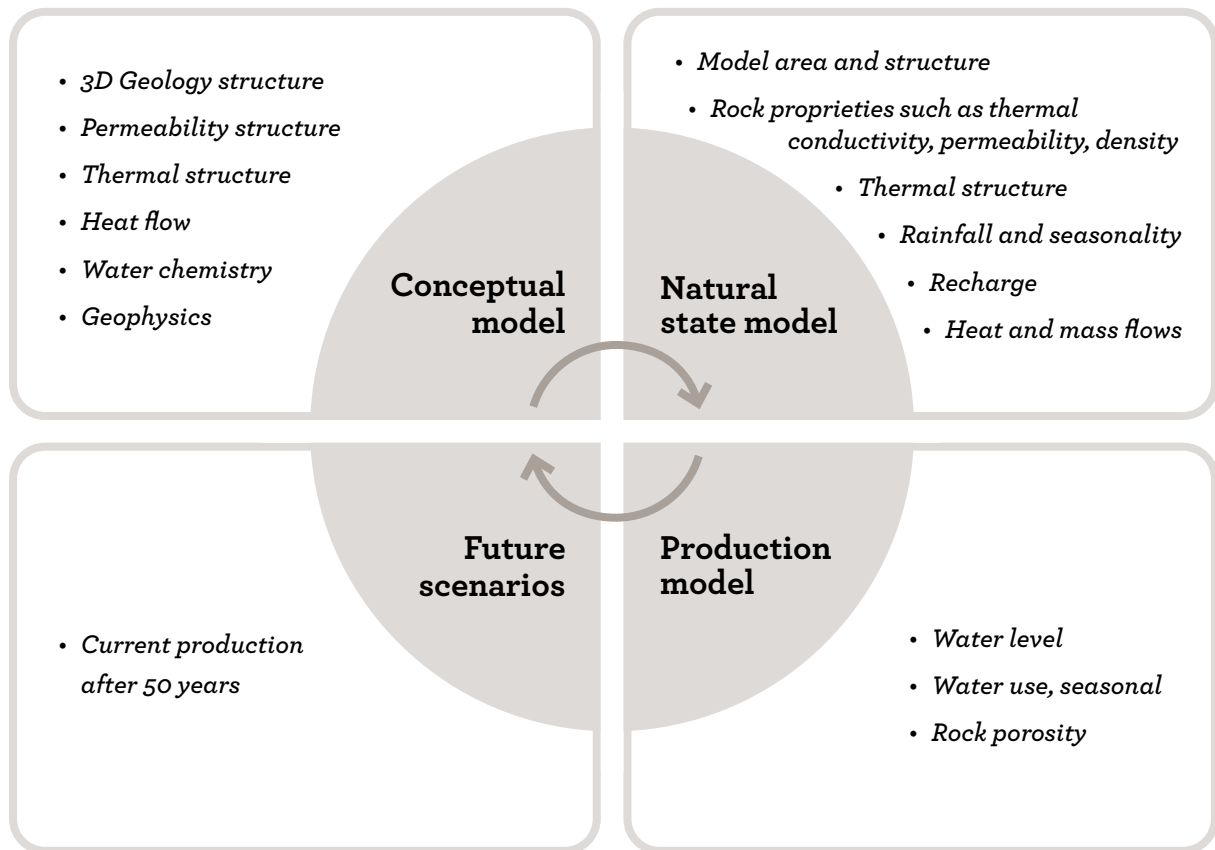 • 3D Geology structure
• Permeability structure
• Thermal structure
• Heat flow
• Water chemistry
• Geophysics
Conceptual
model
• Model area and structure
• Rock proprieties such as thermal
conductivity, permeability, density
• Thermal structure
• Rainfall and seasonality
• Recharge
• Heat and mass flows
Natural
state model
Future
scenarios
• Current production
after 50 years
Production
model
• Water level
• Water use, seasonal
• Rock porosity